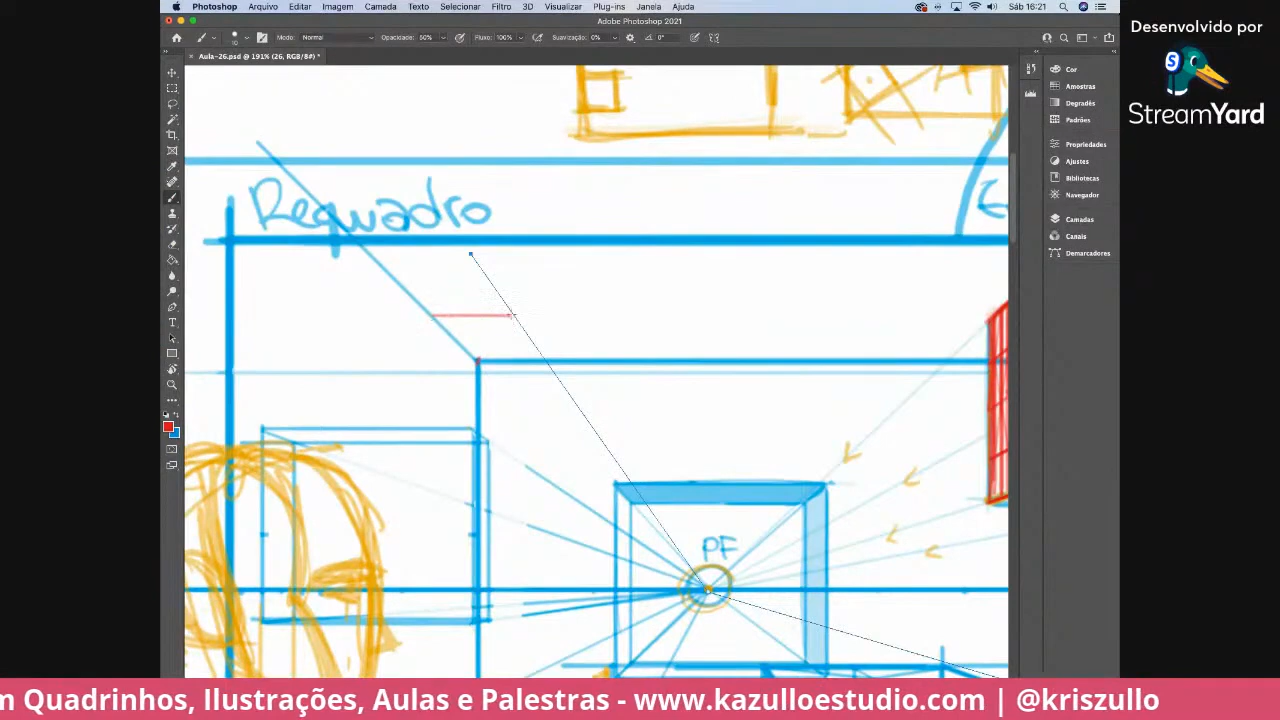 Photoshop Arquivo Editar Imagem Camada Texto Selecionar Filtro 3D Visualizar Plug-ins Janela Ajuda Sáb 16:21
Adobe Photoshop 2021
Modo: Normal Opacidade: 50% Fluxo: 100% Suavização: 0% 0°
Aula-26.psd @ 191% (26, RGB/8#) *
Desenvolvido por
StreamYard
Cor
Amostras
Degradês
Padrões
Propriedades
Ajustes
Bibliotecas
Navegador
Camadas
Canais
Demarcadores
Requadro
PF
m Quadrinhos, Ilustrações, Aulas e Palestras - www.kazulloestudio.com | @kriszullo